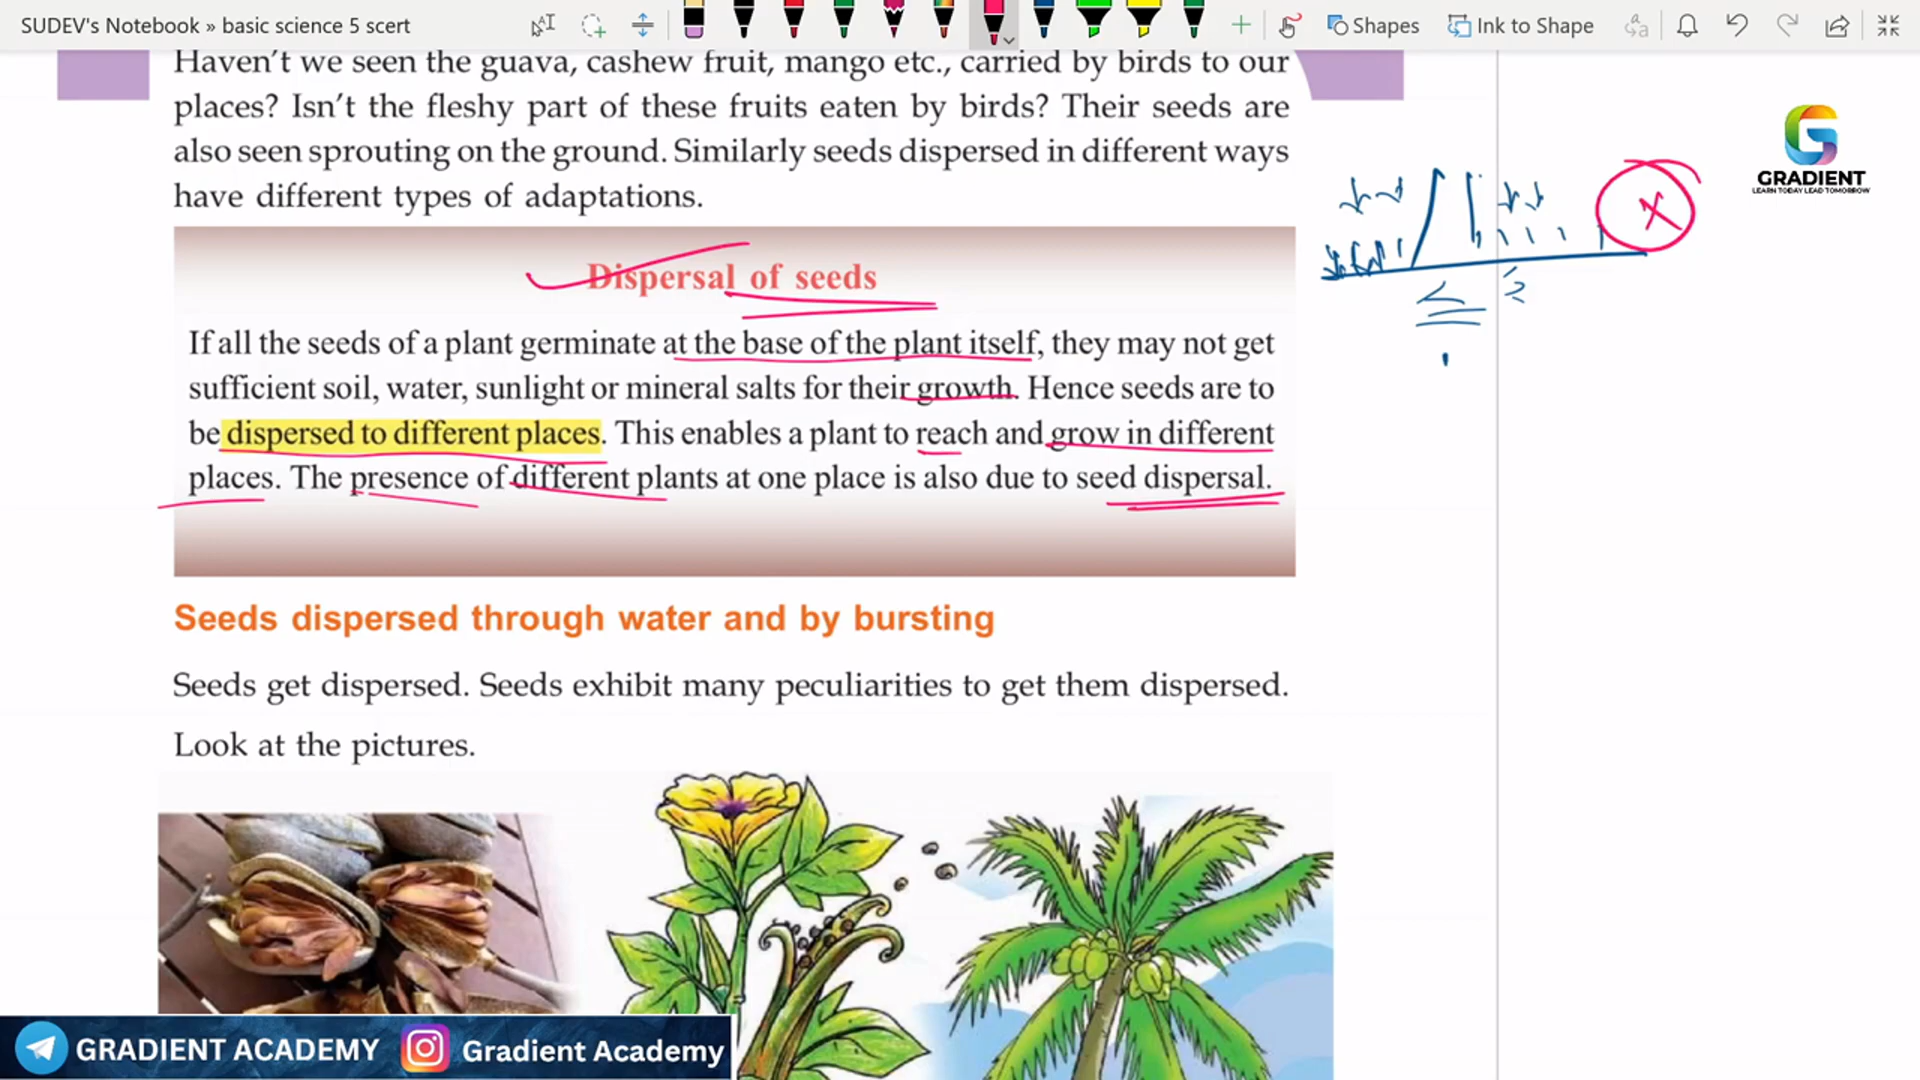 SUDEV's Notebook » basic science 5 scert
Shapes
Ink to Shape
Haven't we seen the guava, cashew fruit, mango etc., carried by birds to our
places? Isn't the fleshy part of these fruits eaten by birds? Their seeds are
also seen sprouting on the ground. Similarly seeds dispersed in different ways
have different types of adaptations.
GRADIENT
LEARN TODAY LEAD TOMORROW
Dispersal of seeds
If all the seeds of a plant germinate at the base of the plant itself, they may not get
sufficient soil, water, sunlight or mineral salts for their growth. Hence seeds are to
be dispersed to different places. This enables a plant to reach and grow in different
places. The presence of different plants at one place is also due to seed dispersal.
Seeds dispersed through water and by bursting
Seeds get dispersed. Seeds exhibit many peculiarities to get them dispersed.
Look at the pictures.
GRADIENT ACADEMY
Gradient Academy